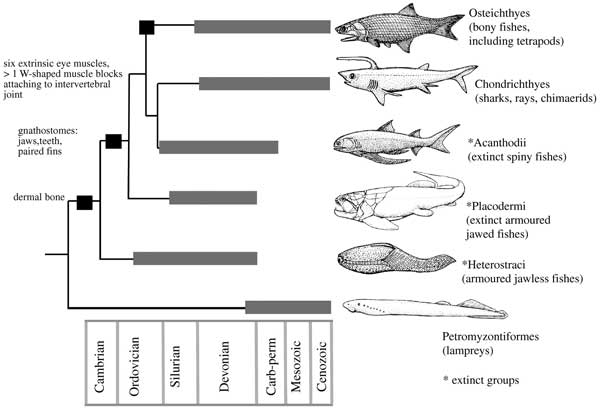 Osteichthyes
(bony fishes,
including tetrapods)
six extrinsic eye muscles,
> 1 W-shaped muscle blocks
attaching to intervertebral
joint
Chondrichthyes
(sharks, rays, chimaerids)
gnathostomes:
jaws,teeth,
paired fins
*Acanthodii
(extinct spiny fishes)
dermal bone
*Placodermi
(extinct armoured
jawed fishes)
*Heterostraci
(armoured jawless fishes)
Petromyzontiformes
(lampreys)
Cambrian
Ordovician
Silurian
Devonian
Carb-perm
Mesozoic
Cenozoic
* extinct groups